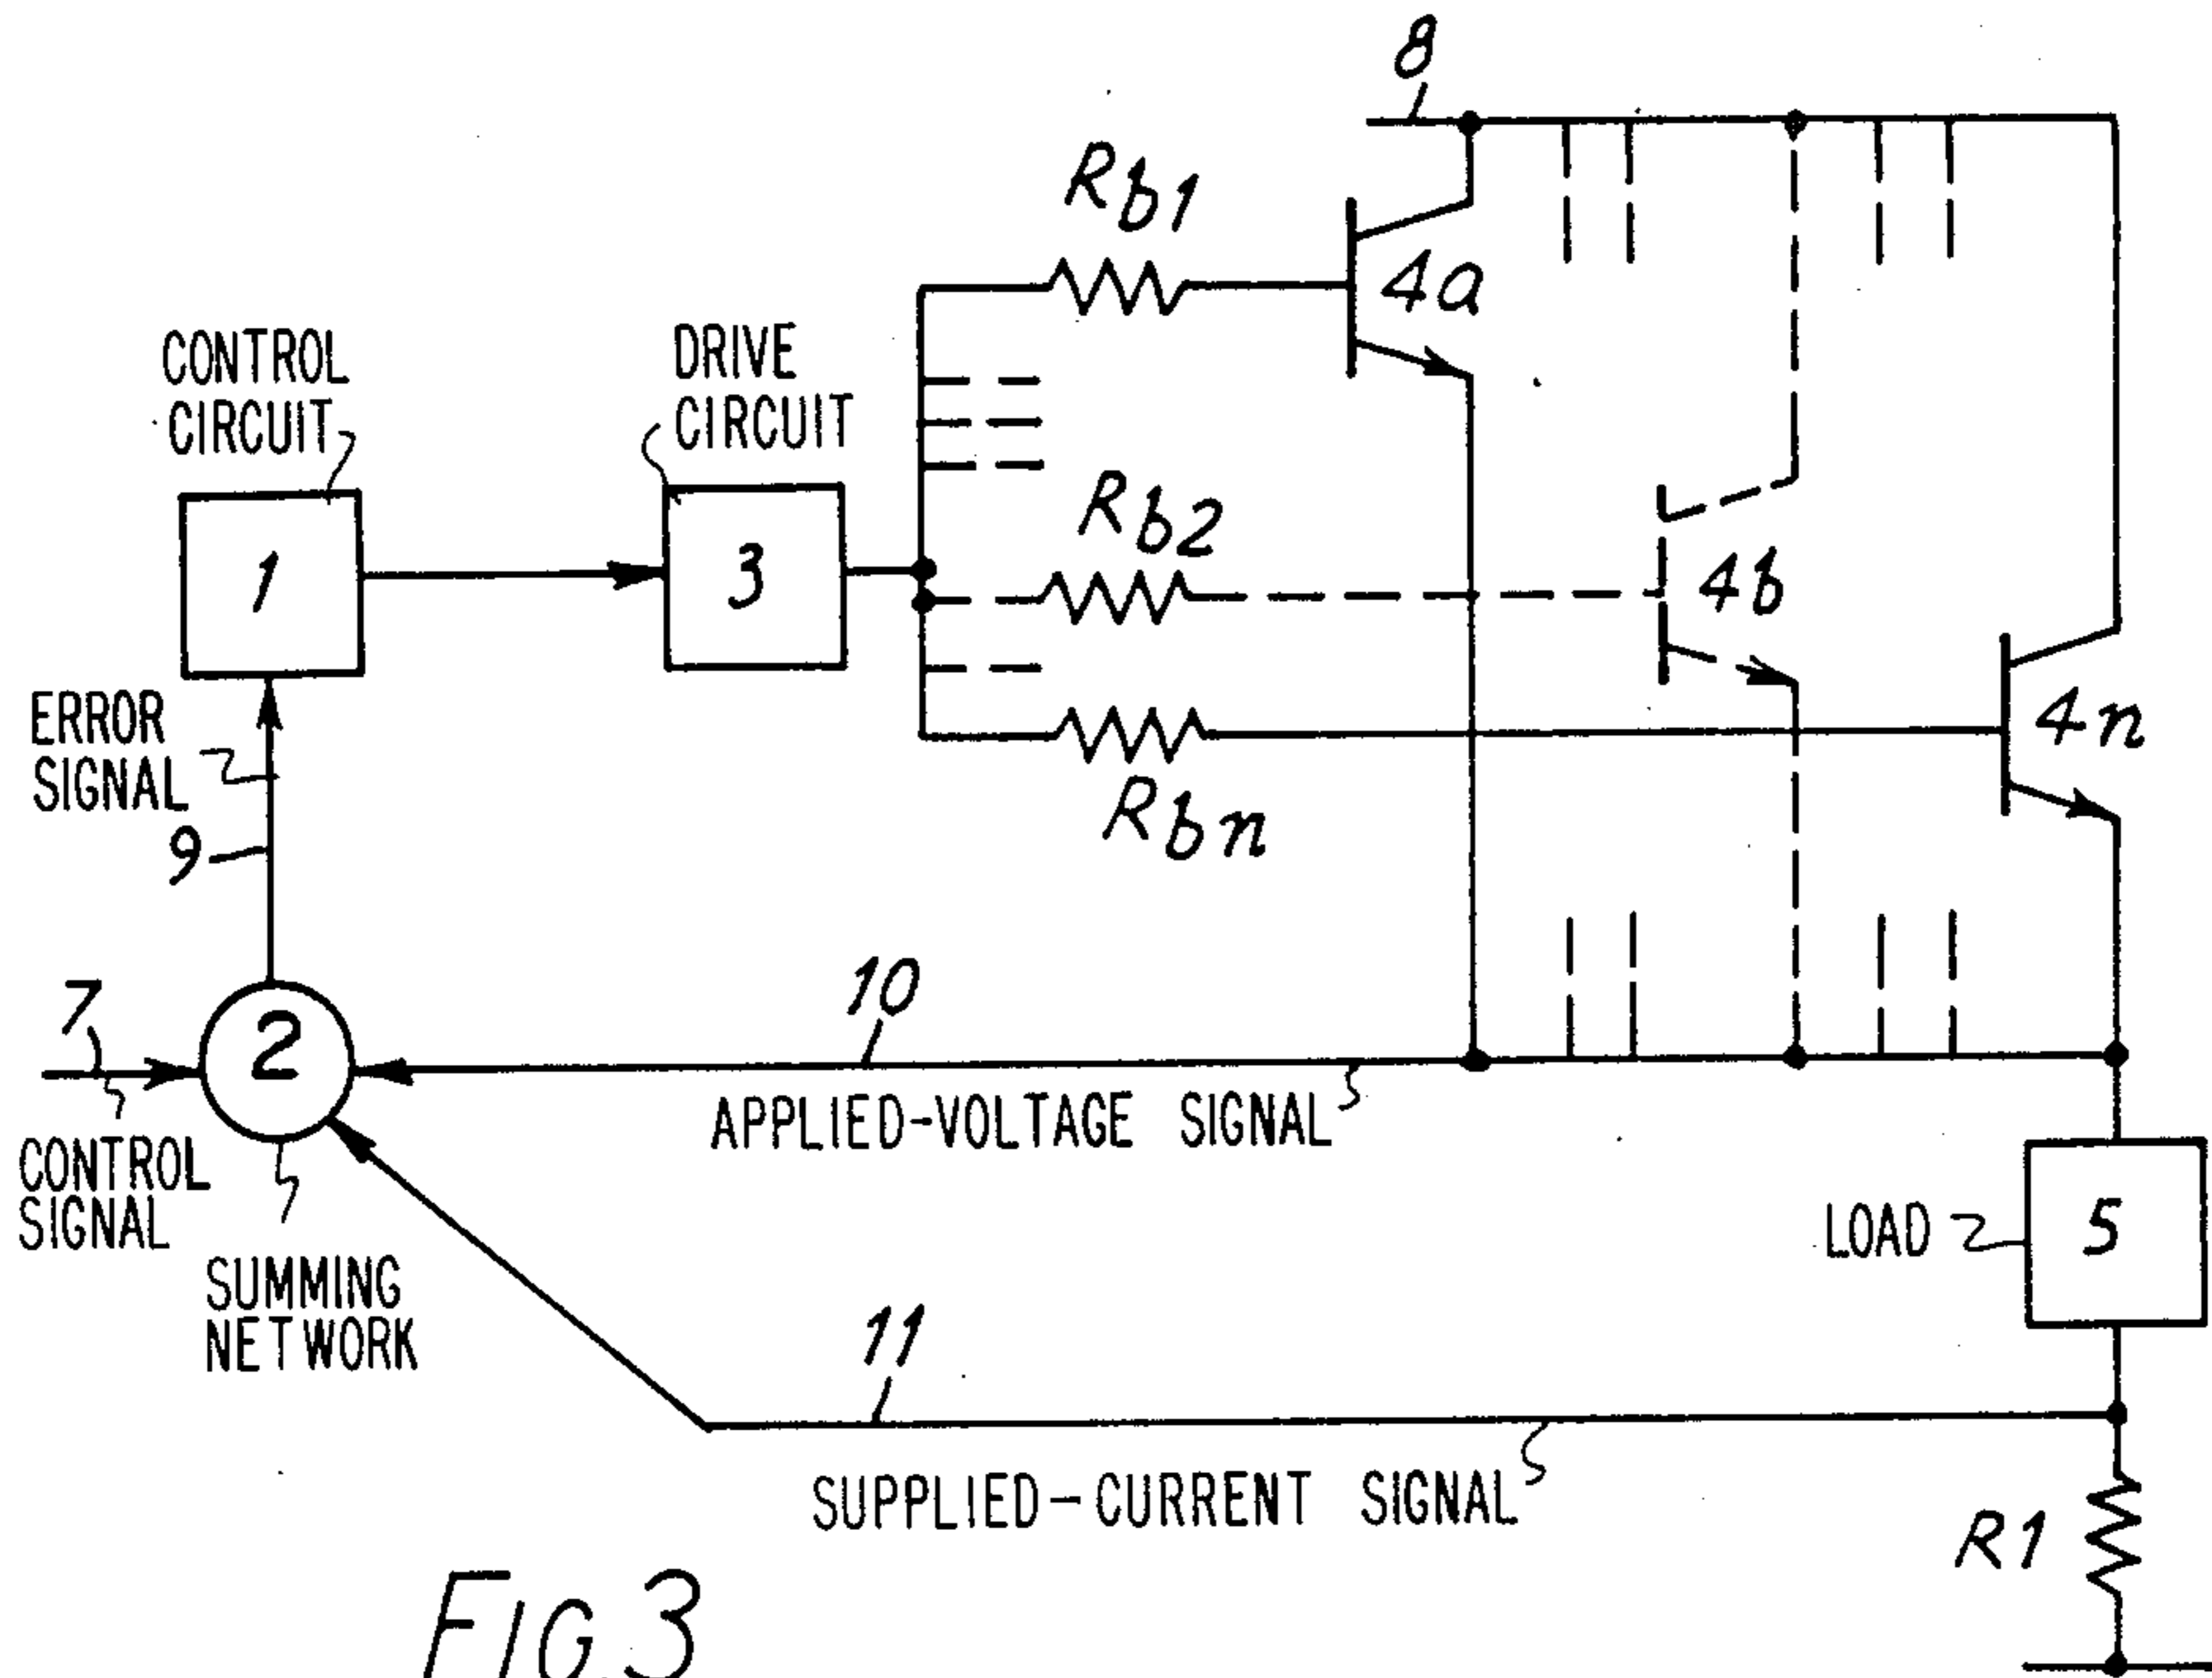 8
Rb1
4a
CONTROL
CIRCUIT
DRIVE
CIRCUIT
1
3
Rb2
4b
ERROR
SIGNAL
4n
Rbn
9
7
2
10
APPLIED-VOLTAGE SIGNAL
CONTROL
SIGNAL
SUMMING
NETWORK
LOAD
5
11
SUPPLIED-CURRENT SIGNAL
R1
FIG.3